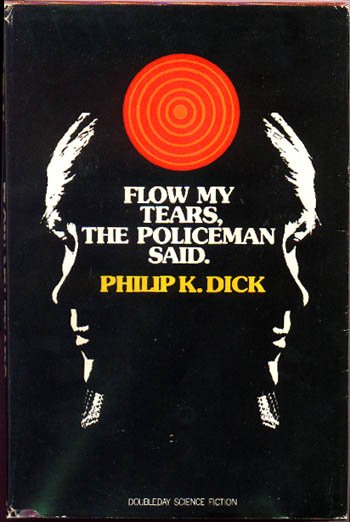 FLOW MY
TEARS,
THE POLICEMAN
SAID.
PHILIP K. DICK
DOUBLEDAY SCIENCE FICTION